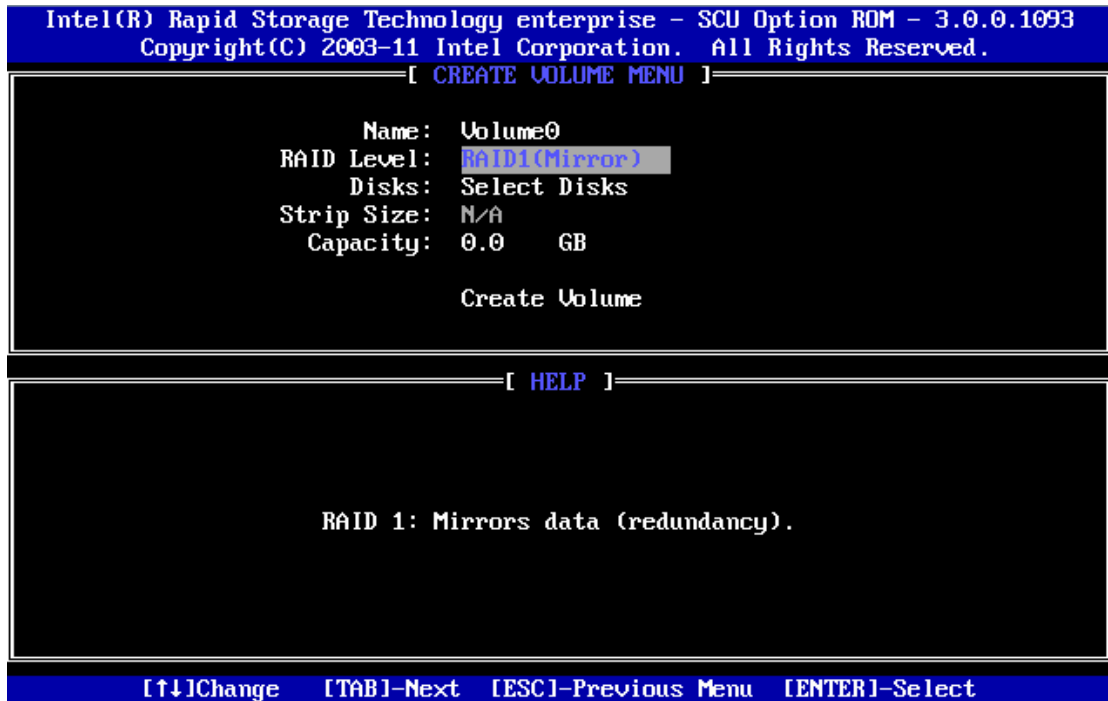 Intel(R) Rapid Storage Technology enterprise - SCU Option ROM - 3.0.0.1093
Copyright(C) 2003-11 Intel Corporation. All Rights Reserved.
[ CREATE VOLUME MENU ]
Name: Volume0
RAID Level: RAID1(Mirror)
Disks: Select Disks
Strip Size: N/A
Capacity: 0.0 GB
Create Volume
[ HELP ]
RAID 1: Mirrors data (redundancy).
[↑↓]Change [TAB]-Next [ESC]-Previous Menu [ENTER]-Select